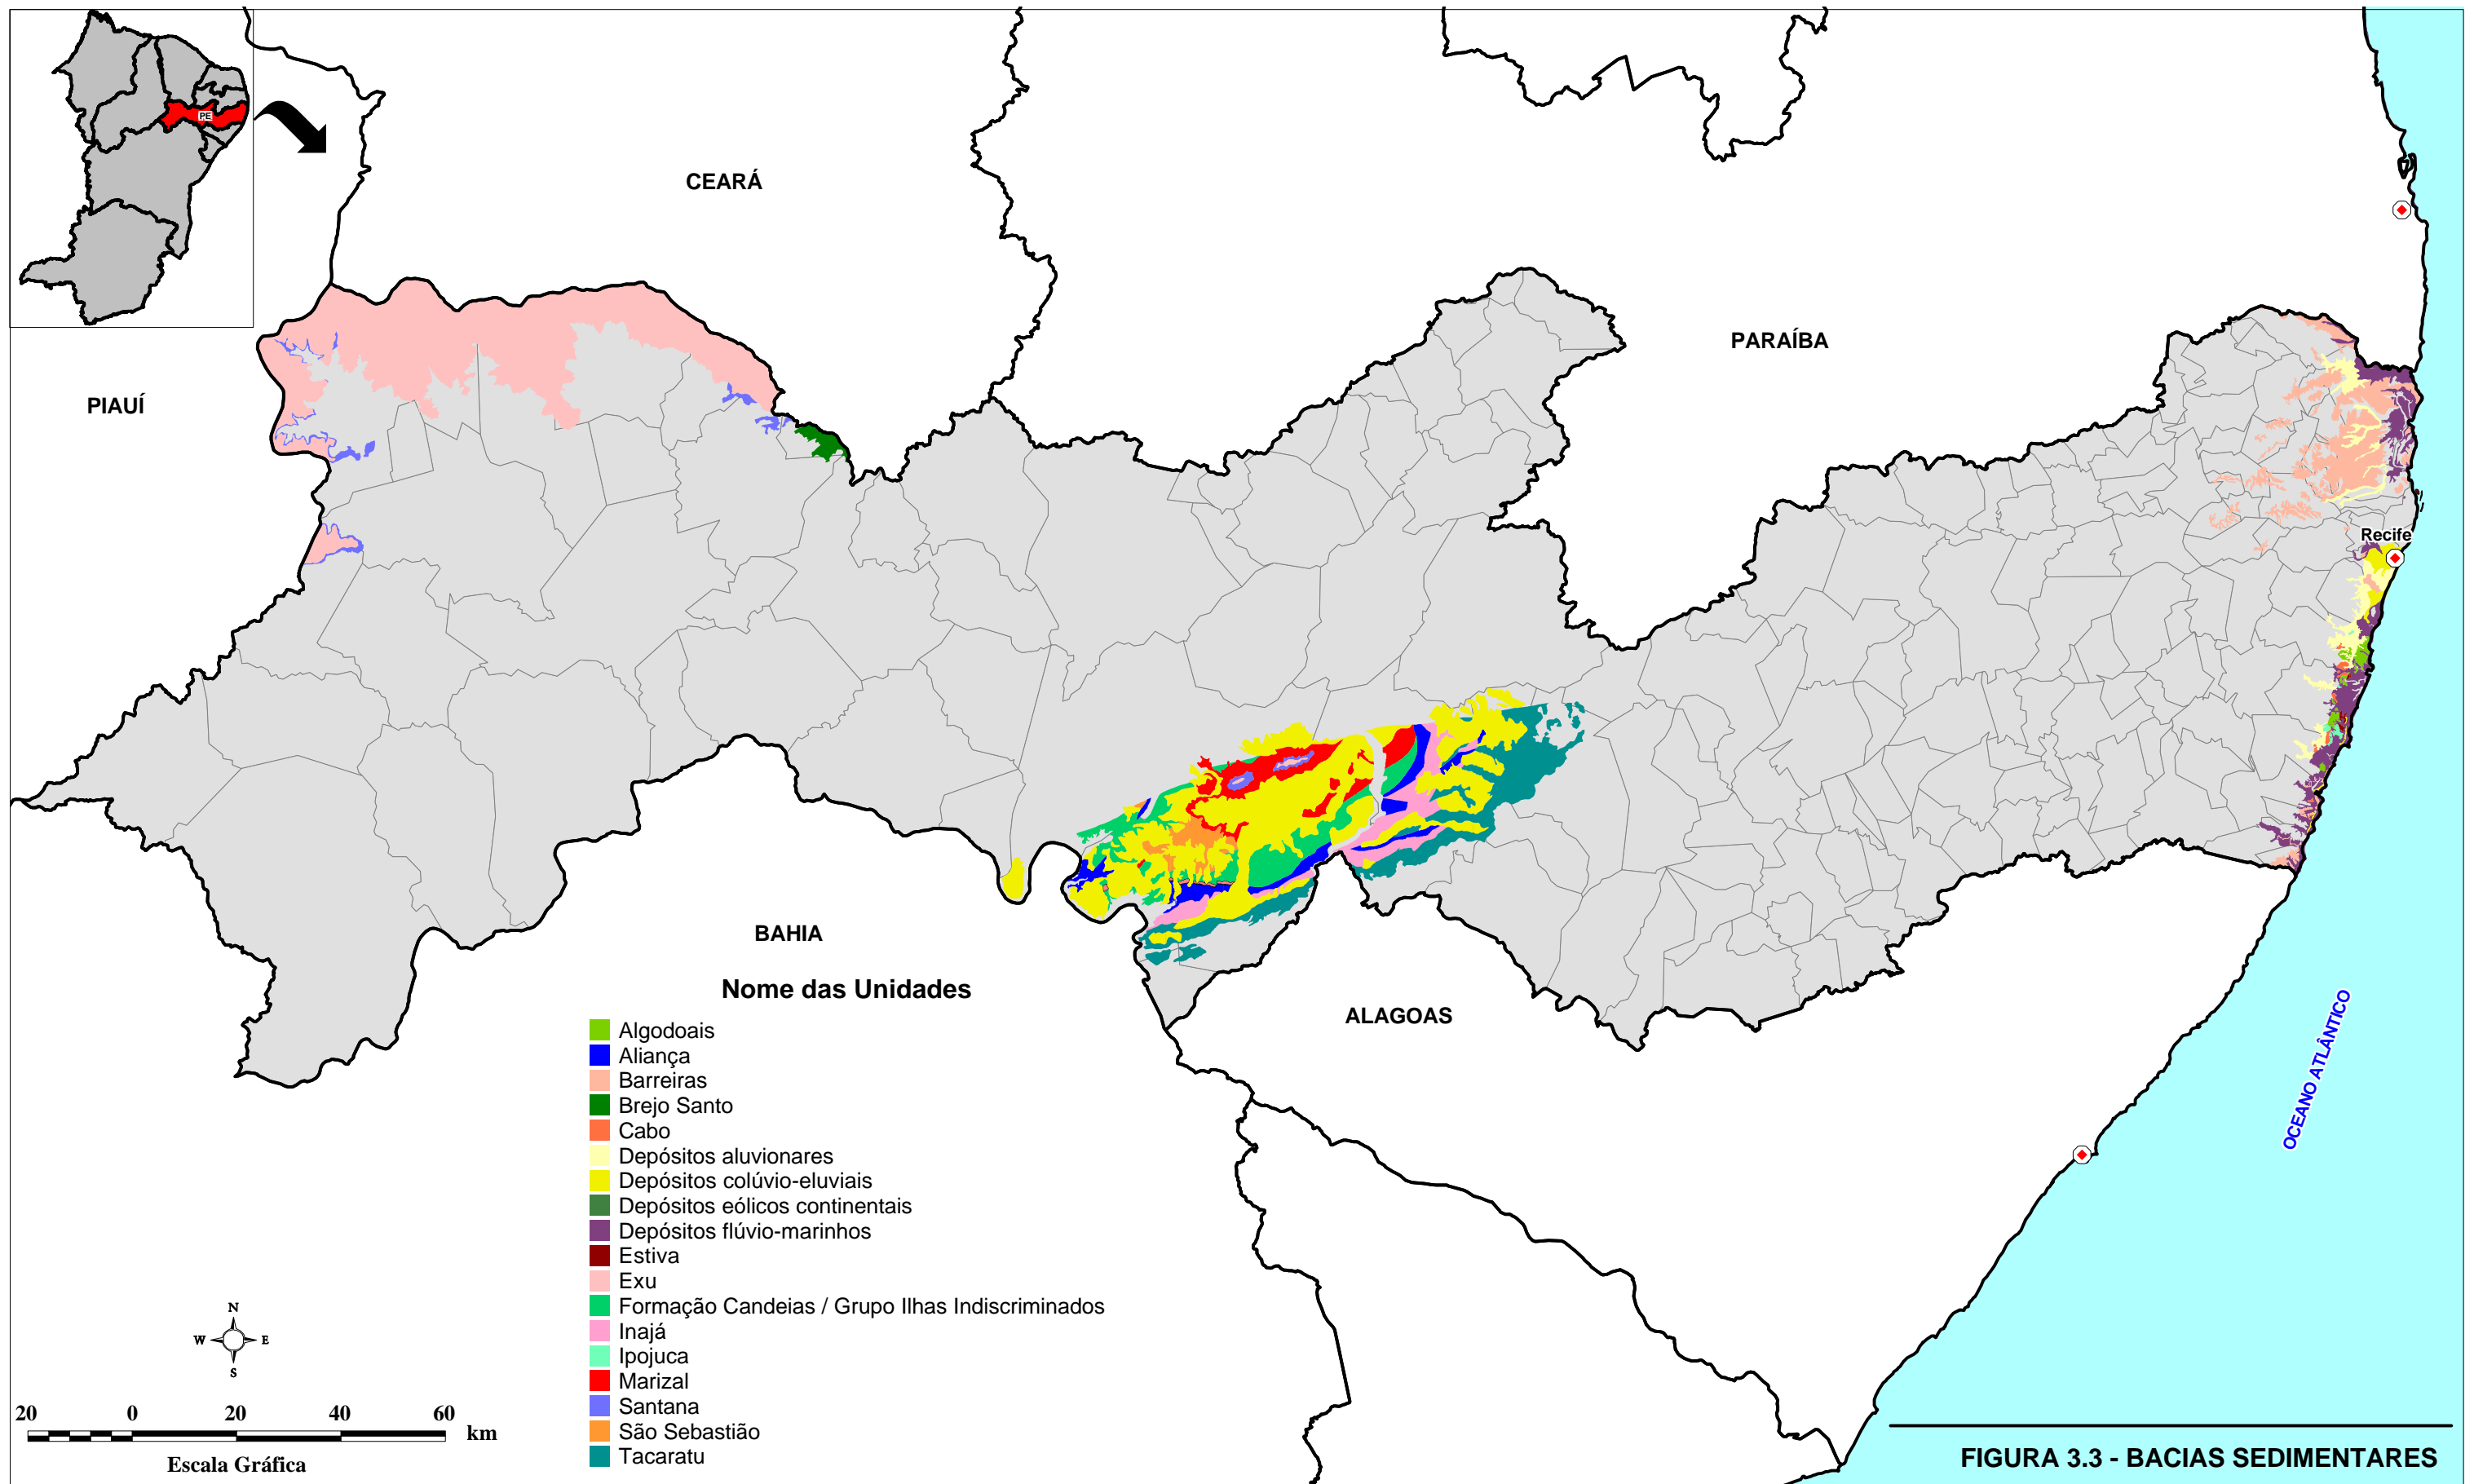 PE
CEARÁ
PARAÍBA
PIAUÍ
Recife
BAHIA
ALAGOAS
OCEANO ATLÂNTICO
Nome das Unidades
Algodoais
Aliança
Barreiras
Brejo Santo
Cabo
Depósitos aluvionares
Depósitos colúvio-eluviais
Depósitos eólicos continentais
Depósitos flúvio-marinhos
Estiva
Exu
Formação Candeias / Grupo Ilhas Indiscriminados
Inajá
Ipojuca
Marizal
Santana
São Sebastião
Tacaratu
N
W E
S
20 0 20 40 60
km
Escala Gráfica
FIGURA 3.3 - BACIAS SEDIMENTARES